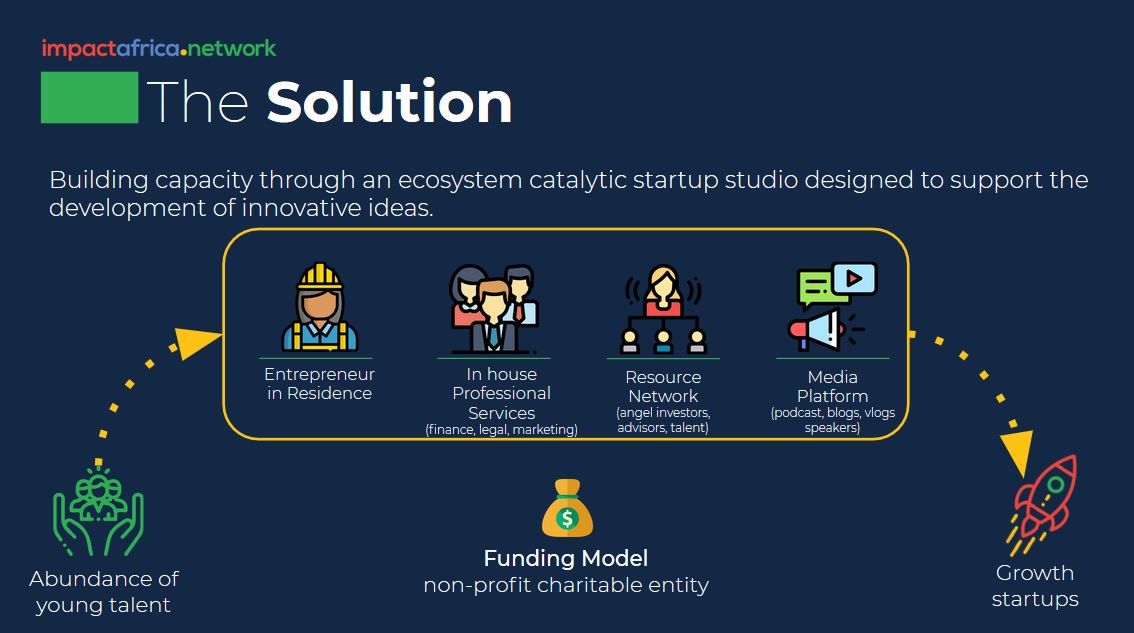 impactafrica.network
The Solution
Building capacity through an ecosystem catalytic startup studio designed to support the
development of innovative ideas.
Entrepreneur
in Residence
In house
Professional
Services
(finance, legal, marketing)
Resource
Network
(angel investors,
advisors, talent)
Media
Platform
(podcast, blogs, vlogs
speakers)
Abundance of
young talent
$
Funding Model
non-profit charitable entity
Growth
startups